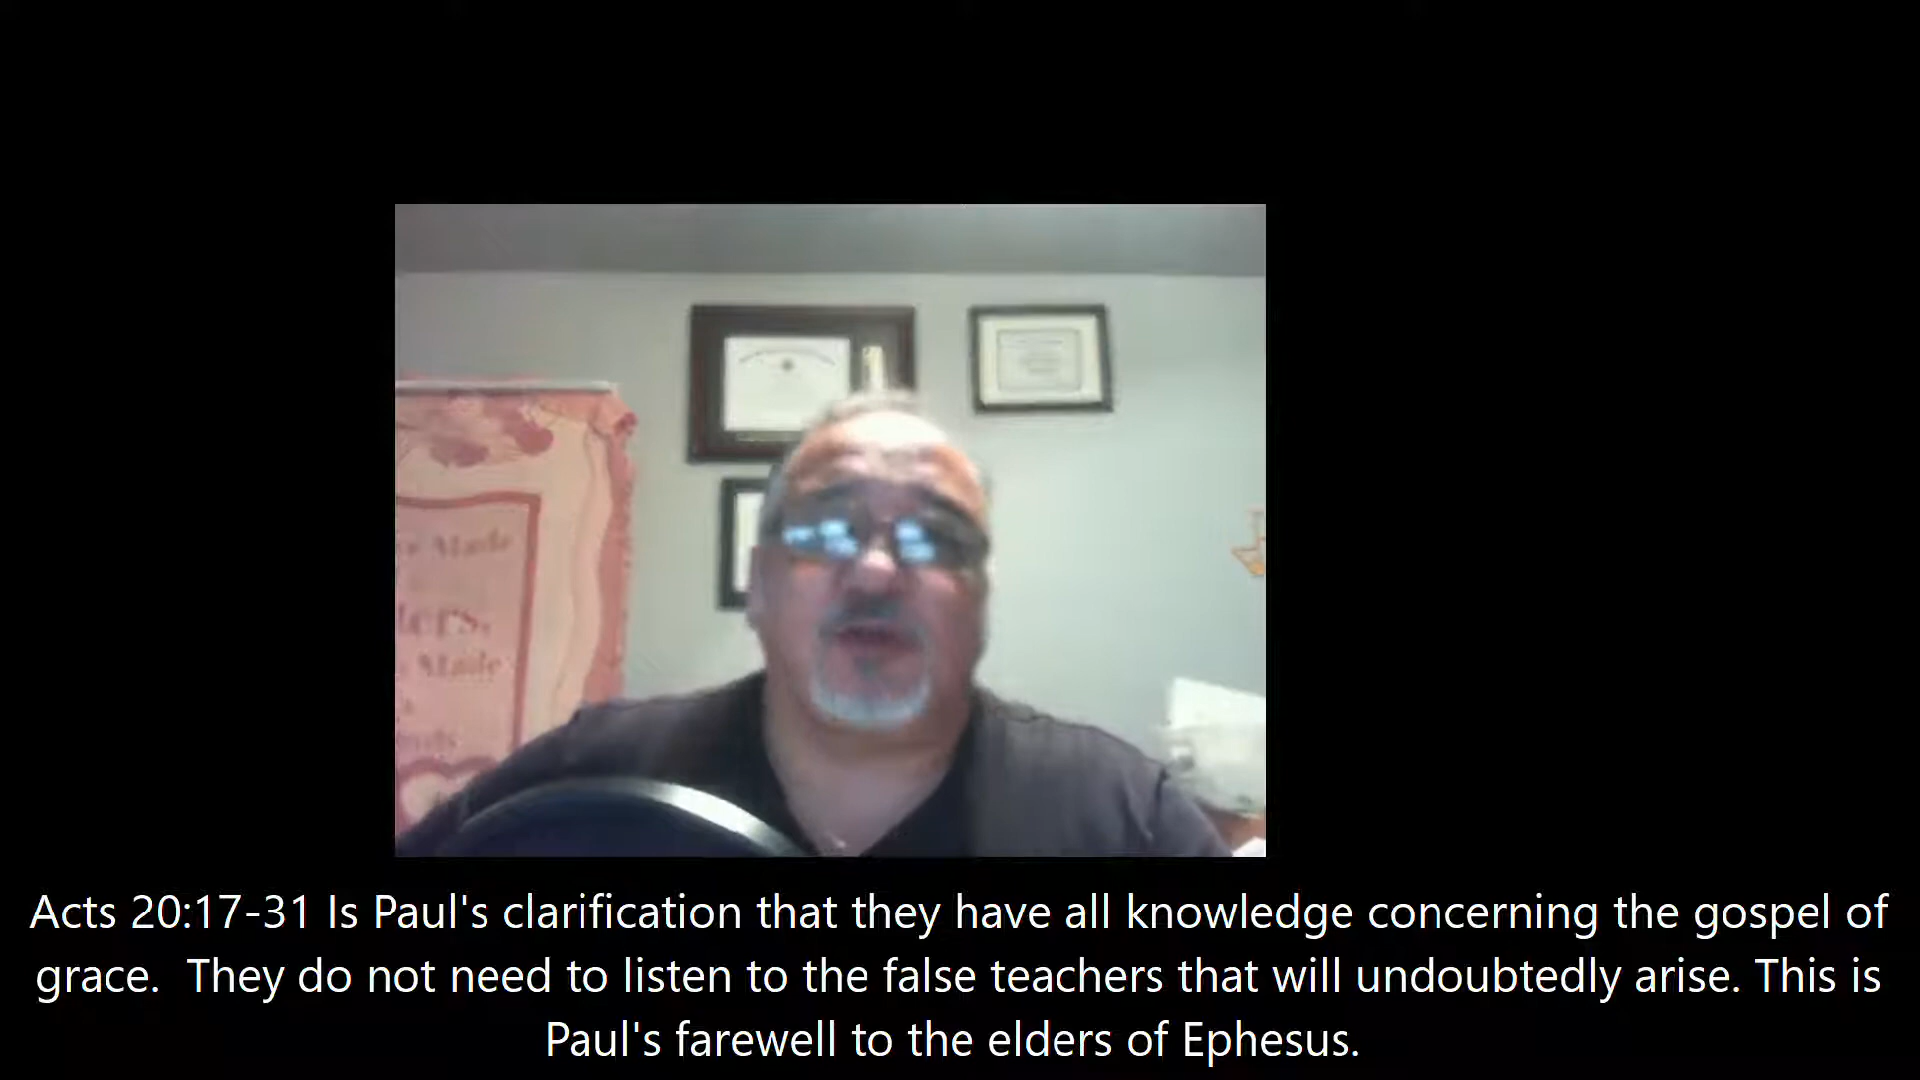 Made
Made
Acts 20:17-31 Is Paul's clarification that they have all knowledge concerning the gospel of
grace.  They do not need to listen to the false teachers that will undoubtedly arise. This is
Paul's farewell to the elders of Ephesus.